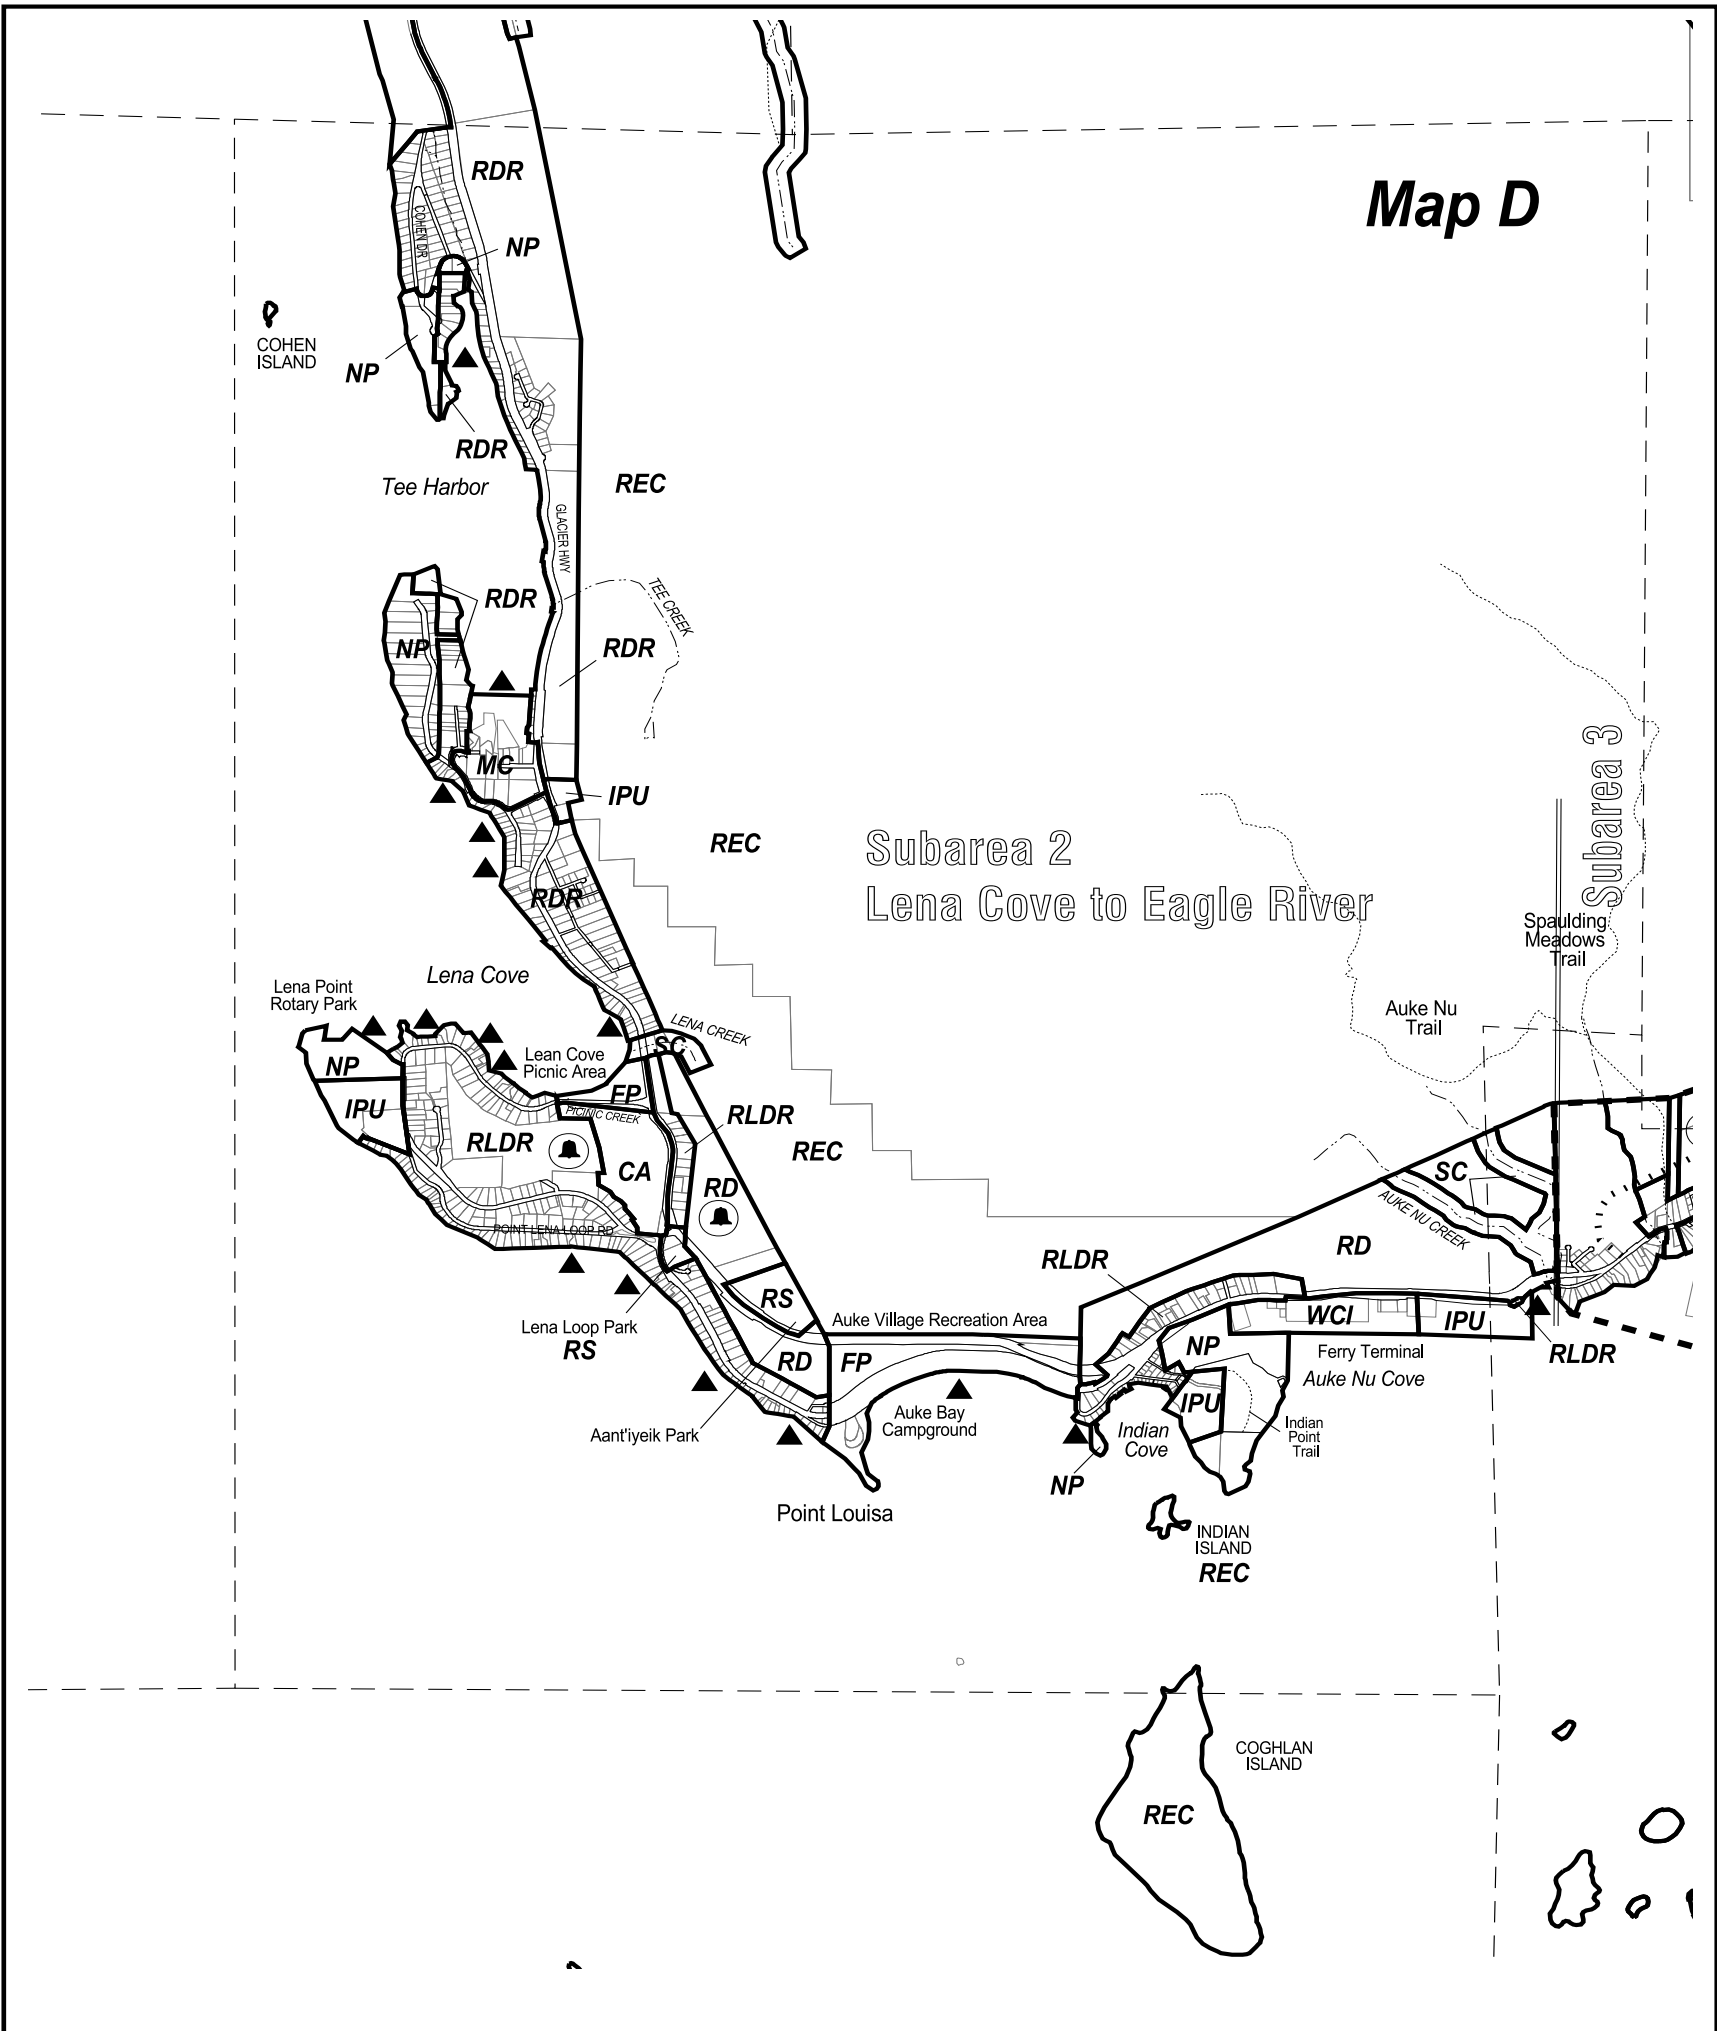 Map D
RDR
COHEN DR
NP
COHEN
ISLAND
NP
RDR
Tee Harbor
REC
GLACIER HWY
TEE CREEK
RDR
NP
RDR
MC
IPU
REC
Subarea 2
Lena Cove to Eagle River
Subarea 3
Spaulding
Meadows
Trail
RDR
Lena Cove
Lena Point
Rotary Park
Auke Nu
Trail
LENA CREEK
SC
Lean Cove
Picnic Area
NP
FP
IPU
PICINIC CREEK
RLDR
RLDR
REC
CA
RD
SC
AUKE NU CREEK
POINT LENA LOOP RD
RD
RLDR
RS
Auke Village Recreation Area
WCI
IPU
Lena Loop Park
RS
RD
FP
NP
Ferry Terminal
RLDR
Auke Nu Cove
IPU
Auke Bay
Campground
Aant'iyeik Park
Indian
Cove
Indian
Point
Trail
NP
Point Louisa
INDIAN
ISLAND
REC
COGHLAN
ISLAND
REC